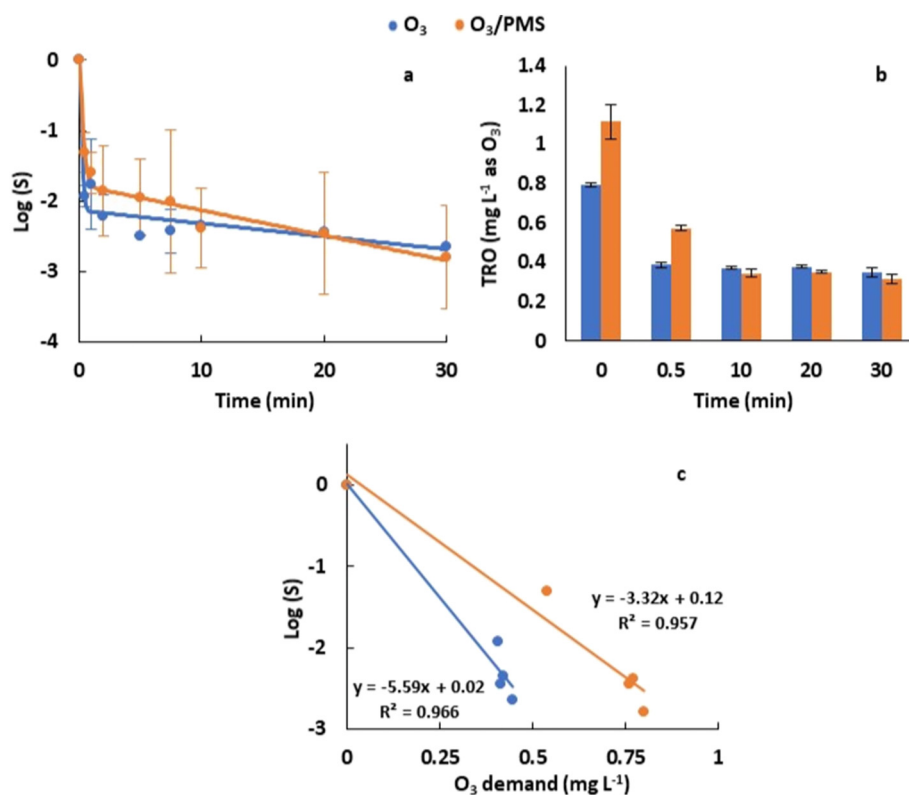 O₃ O₃/PMS
a
0
-1
-2
-3
-4
Log (S)
0 10 20 30
Time (min)
b
1.4
1.2
1
0.8
0.6
0.4
0.2
0
TRO (mg L⁻¹ as O₃)
0 0.5 10 20 30
Time (min)
c
0
-1
-2
-3
Log (S)
y = -3.32x + 0.12
R² = 0.957
y = -5.59x + 0.02
R² = 0.966
0 0.25 0.5 0.75 1
O₃ demand (mg L⁻¹)